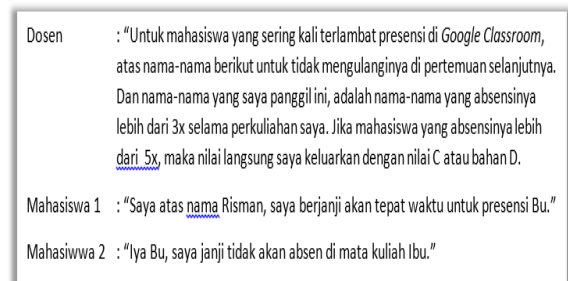 Dosen : “Untuk mahasiswa yang sering kali terlambat presensi di Google Classroom,
atas nama-nama berikut untuk tidak mengulanginya di pertemuan selanjutnya.
Dan nama-nama yang saya panggil ini, adalah nama-nama yang absensinya
lebih dari 3x selama perkuliahan saya. Jika mahasiswa yang absensinya lebih
dari 5x, maka nilai langsung saya keluarkan dengan nilai C atau bahan D.
Mahasiswa 1 : “Saya atas nama Risman, saya berjanji akan tepat waktu untuk presensi Bu.”
Mahasiwwa 2 : “Iya Bu, saya janji tidak akan absen di mata kuliah Ibu.”